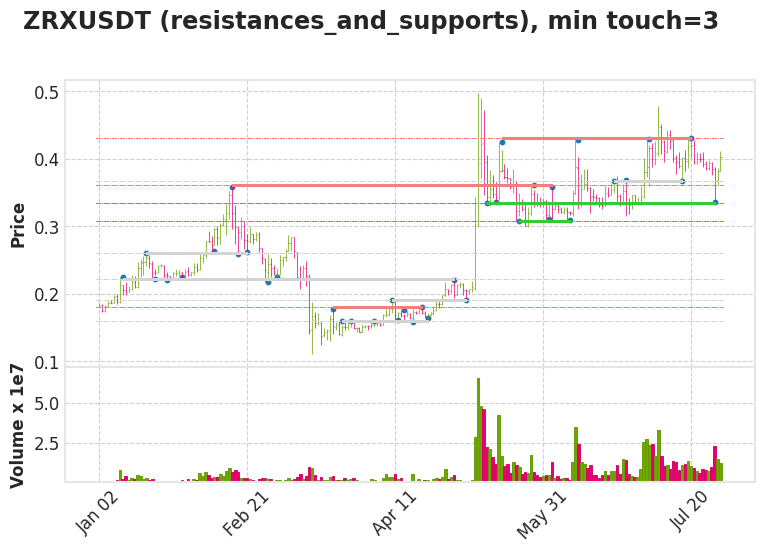 ZRXUSDT (resistances_and_supports), min touch=3
0.5
0.4
0.3
0.2
0.1
Price
5.0
2.5
Volume x 1e7
Jan 02
Feb 21
Apr 11
May 31
Jul 20